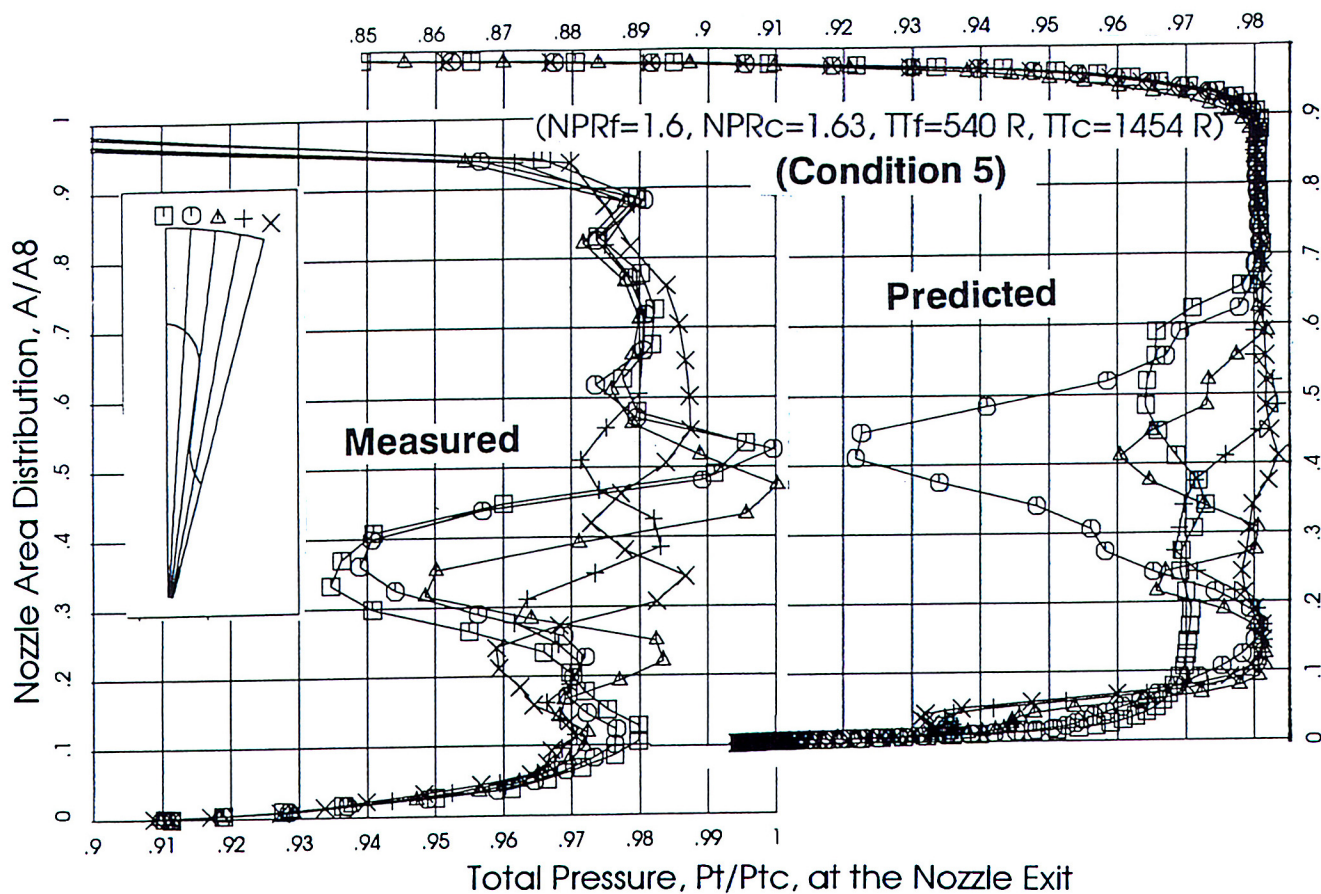 .85 .86 .87 .88 .89 .9 .91 .92 .93 .94 .95 .96 .97 .98
(NPRf=1.6, NPRc=1.63, TTf=540 R, TTc=1454 R)
(Condition 5)
Predicted
Measured
Nozzle Area Distribution, A/A8
1
.9
.8
.7
.6
.5
.4
.3
.2
.1
0
.9
.8
.7
.6
.5
.4
.3
.2
.1
0
.9 .91 .92 .93 .94 .95 .96 .97 .98 .99 1
Total Pressure, Pt/Ptc, at the Nozzle Exit